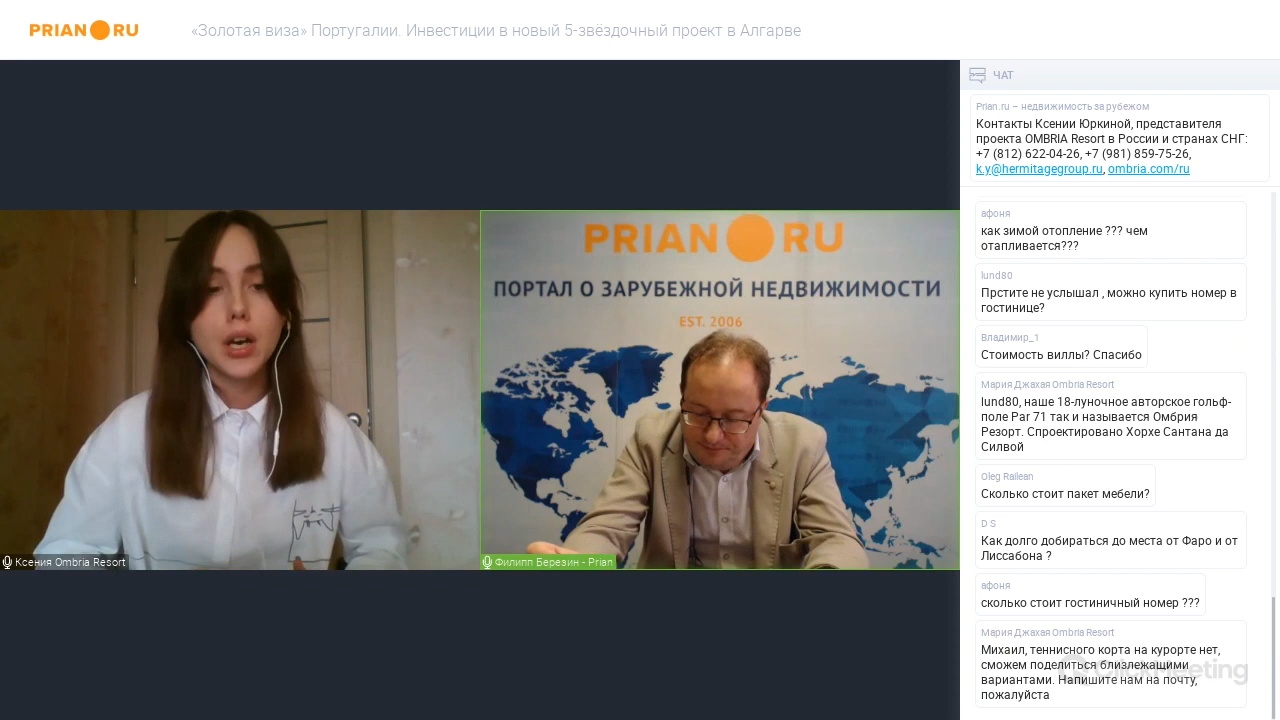 PRIAN RU
«Золотая виза» Португалии. Инвестиции в новый 5-звёздочный проект в Алгарве
PRIAN RU
ПОРТАЛ О ЗАРУБЕЖНОЙ НЕДВИЖИМОСТИ
EST. 2006
Ксения Ombria Resort
Филипп Березин - Prian
ЧАТ
Prian.ru – недвижимость за рубежом
Контакты Ксении Юркиной, представителя
проекта OMBRIA Resort в России и странах СНГ:
+7 (812) 622-04-26, +7 (981) 859-75-26,
k.y@hermitagegroup.ru, ombria.com/ru
афоня
как зимой отопление ??? чем
отапливается???
lund80
Прстите не услышал , можно купить номер в
гостинице?
Владимир_1
Стоимость виллы? Спасибо
Мария Джахая Ombria Resort
lund80, наше 18-луночное авторское гольф-
поле Par 71 так и называется Омбрия
Резорт. Спроектировано Хорхе Сантана да
Силвой
Oleg Railean
Сколько стоит пакет мебели?
D S
Как долго добираться до места от Фаро и от
Лиссабона ?
афоня
сколько стоит гостиничный номер ???
Мария Джахая Ombria Resort
Михаил, теннисного корта на курорте нет,
сможем поделиться близлежащими
вариантами. Напишите нам на почту,
пожалуйста
ClickMeeting